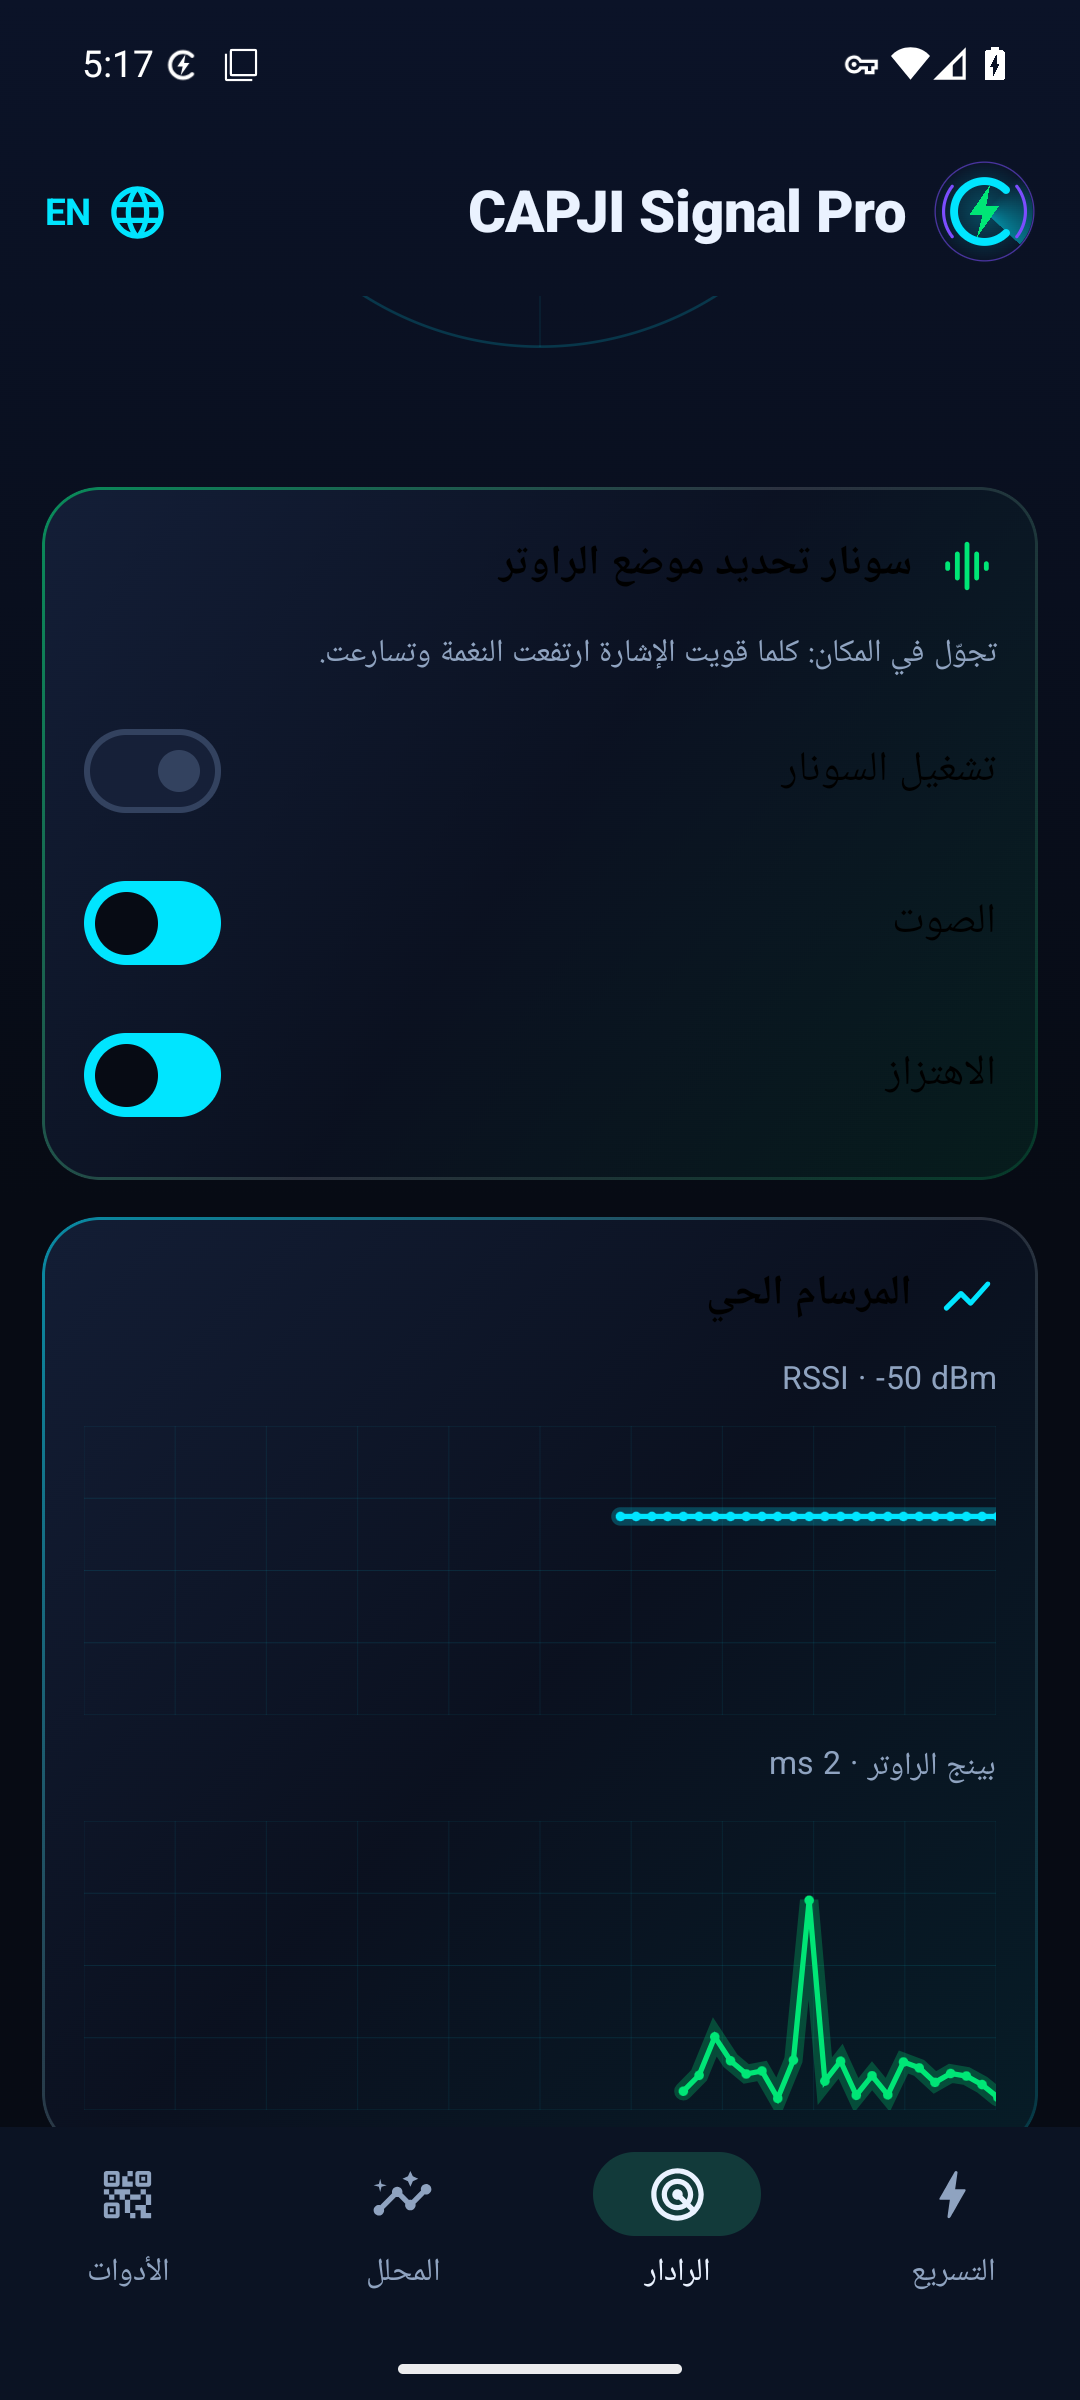 5:17
CAPJI Signal Pro
EN
سونار تحديد موضع الراوتر
تجوّل في المكان: كلما قويت الإشارة ارتفعت النغمة وتسارعت.
تشغيل السونار
الصوت
الاهتزاز
المرسام الحي
RSSI · -50 dBm
بينج الراوتر · 2 ms
التسريع
الرادار
المحلل
الأدوات